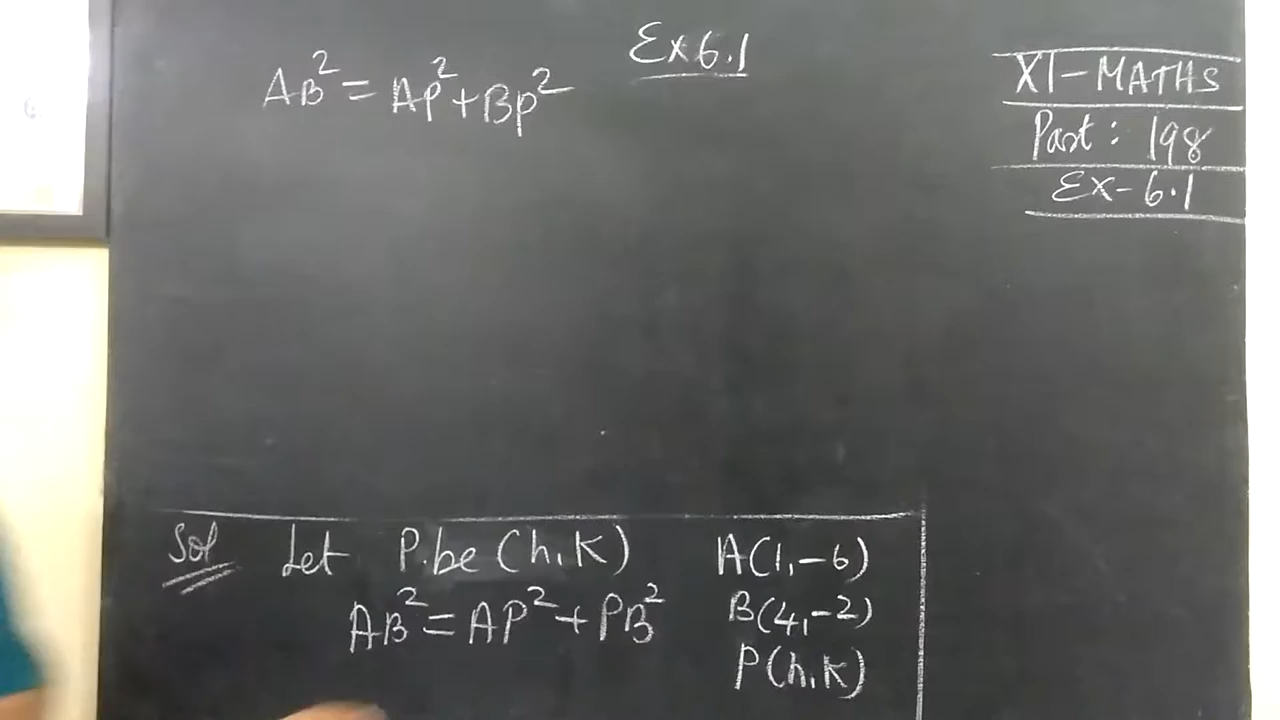 Ex 6.1
AB² = AP² + BP²
XI-MATHS
Part: 198
Ex-6.1
Sol Let P.be (h,k) A(1,-6)
AB² = AP² + PB² B(4,-2)
P(h,k)